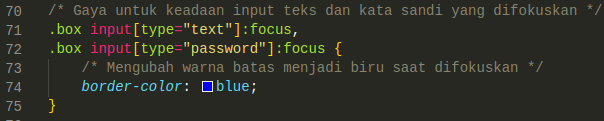 70 /* Gaya untuk keadaan input teks dan kata sandi yang difokuskan */
71 .box input[type="text"]:focus,
72 .box input[type="password"]:focus {
73 /* Mengubah warna batas menjadi biru saat difokuskan */
74 border-color: blue;
75 }